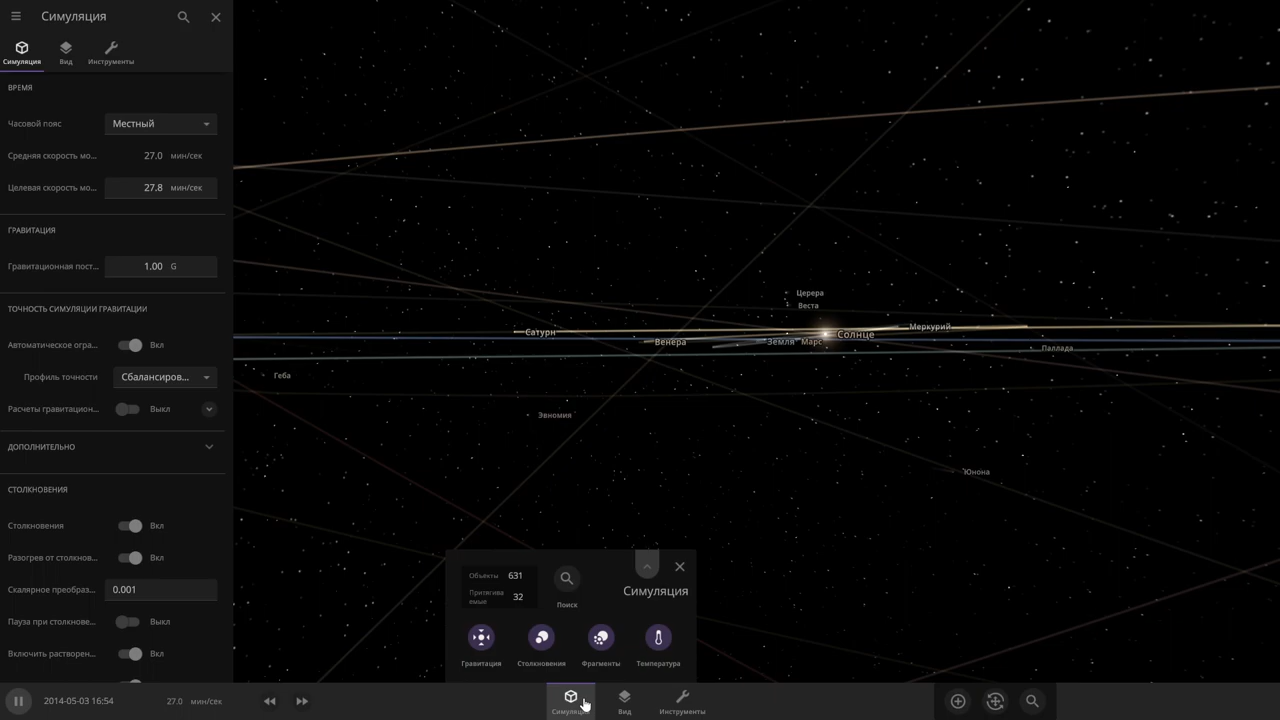 Симуляция
Симуляция
Вид
Инструменты
ВРЕМЯ
Часовой пояс
Местный
Средняя скорость мо...
27.0 мин/сек
Целевая скорость мо...
27.8 мин/сек
ГРАВИТАЦИЯ
Гравитационная пост...
1.00 G
ТОЧНОСТЬ СИМУЛЯЦИИ ГРАВИТАЦИИ
Автоматическое огра...
Вкл
Профиль точности
Сбалансиров...
Расчеты гравитацион...
Выкл
ДОПОЛНИТЕЛЬНО
СТОЛКНОВЕНИЯ
Столкновения
Вкл
Разогрев от столкнов...
Вкл
Скалярное преобраз...
0.001
Пауза при столкнове...
Выкл
Включить растворен...
Вкл
Церера
Веста
Сатурн
Венера
Земля
Марс
Солнце
Меркурий
Паллада
Геба
Эвномия
Юнона
Объекты 631
Притягива
емые 32
Поиск
Симуляция
Гравитация
Столкновения
Фрагменты
Температура
2014-05-03 16:54
27.0 мин/сек
Симуляция
Вид
Инструменты